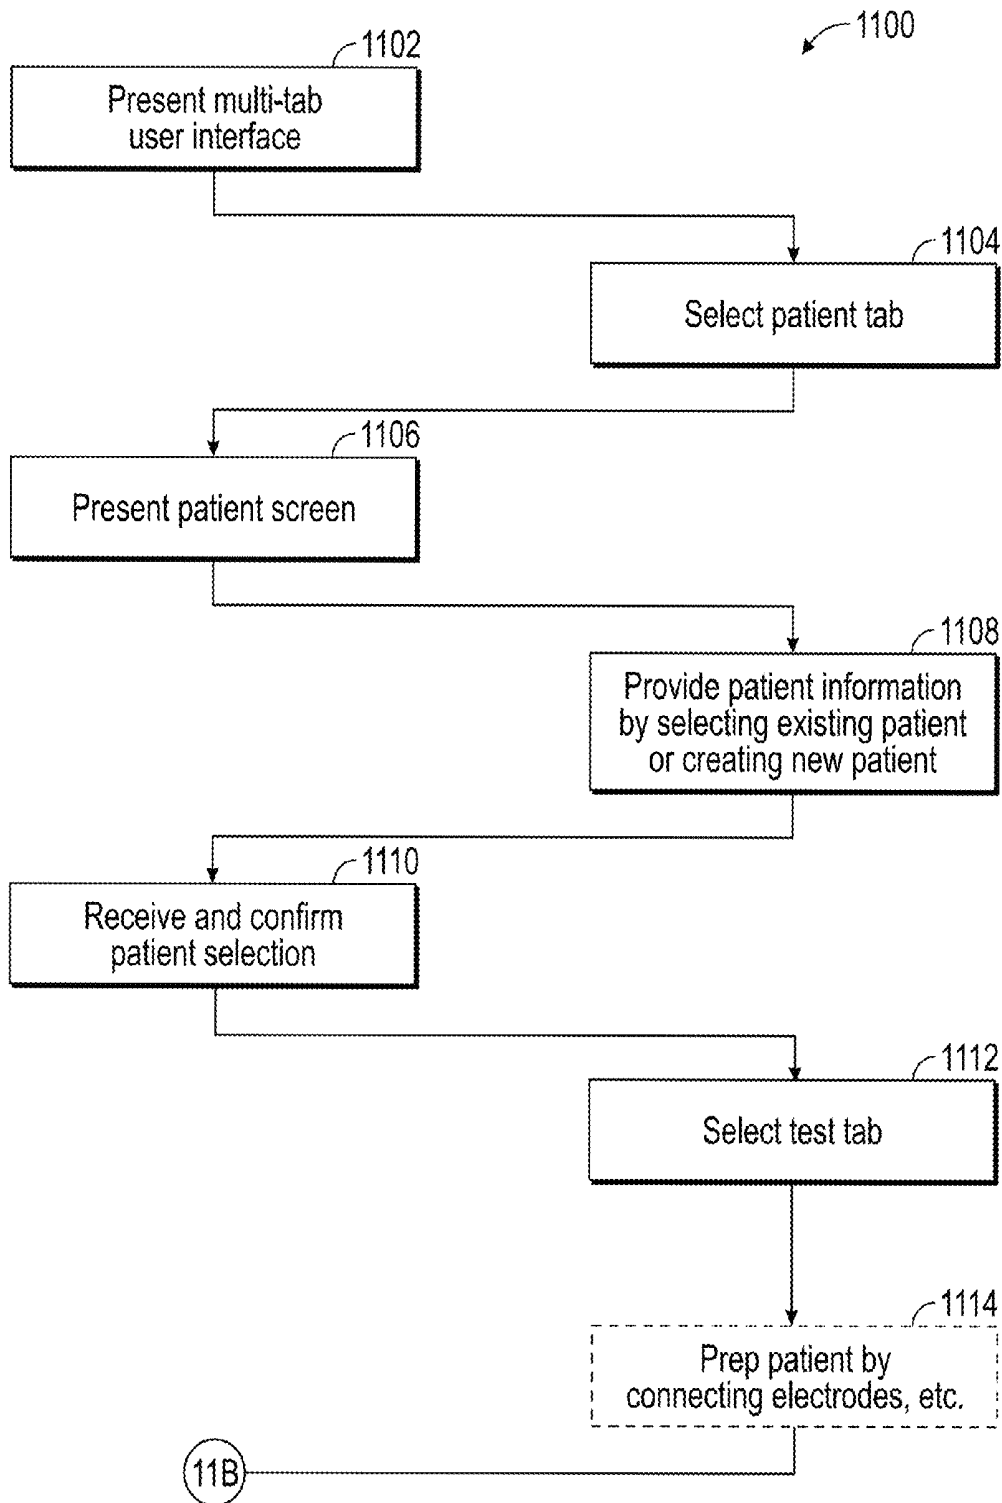 1100
1102
Present multi-tab
user interface
1104
Select patient tab
1106
Present patient screen
1108
Provide patient information
by selecting existing patient
or creating new patient
1110
Receive and confirm
patient selection
1112
Select test tab
1114
Prep patient by
connecting electrodes, etc.
11B